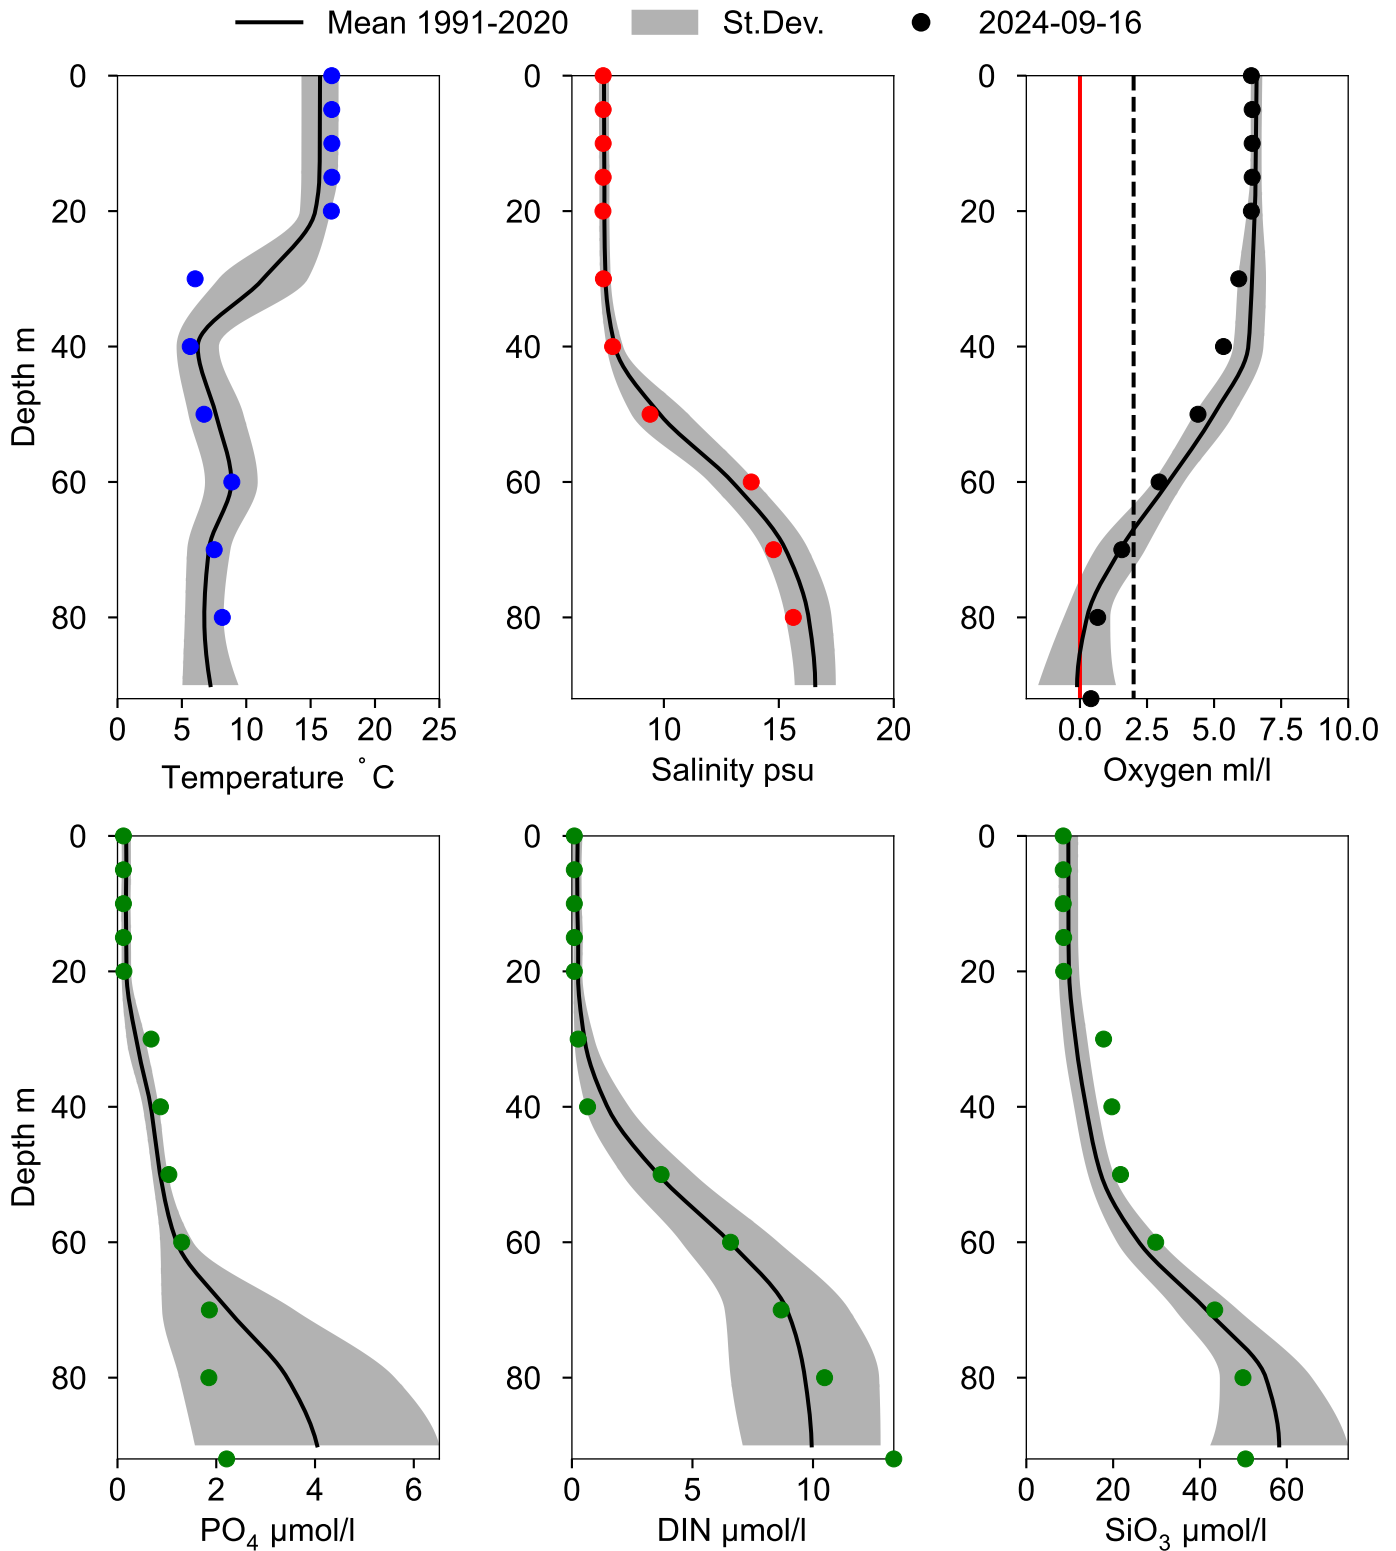 Mean 1991-2020 St.Dev. 2024-09-16
0 0 0
20 20 20
40 40 40
60 60 60
80 80 80
Depth m
0 5 10 15 20 25 10 15 20 0.0 2.5 5.0 7.5 10.0
Temperature °C Salinity psu Oxygen ml/l
0 0 0
20 20 20
40 40 40
60 60 60
80 80 80
Depth m
0 2 4 6 0 5 10 0 20 40 60
PO4 µmol/l DIN µmol/l SiO3 µmol/l